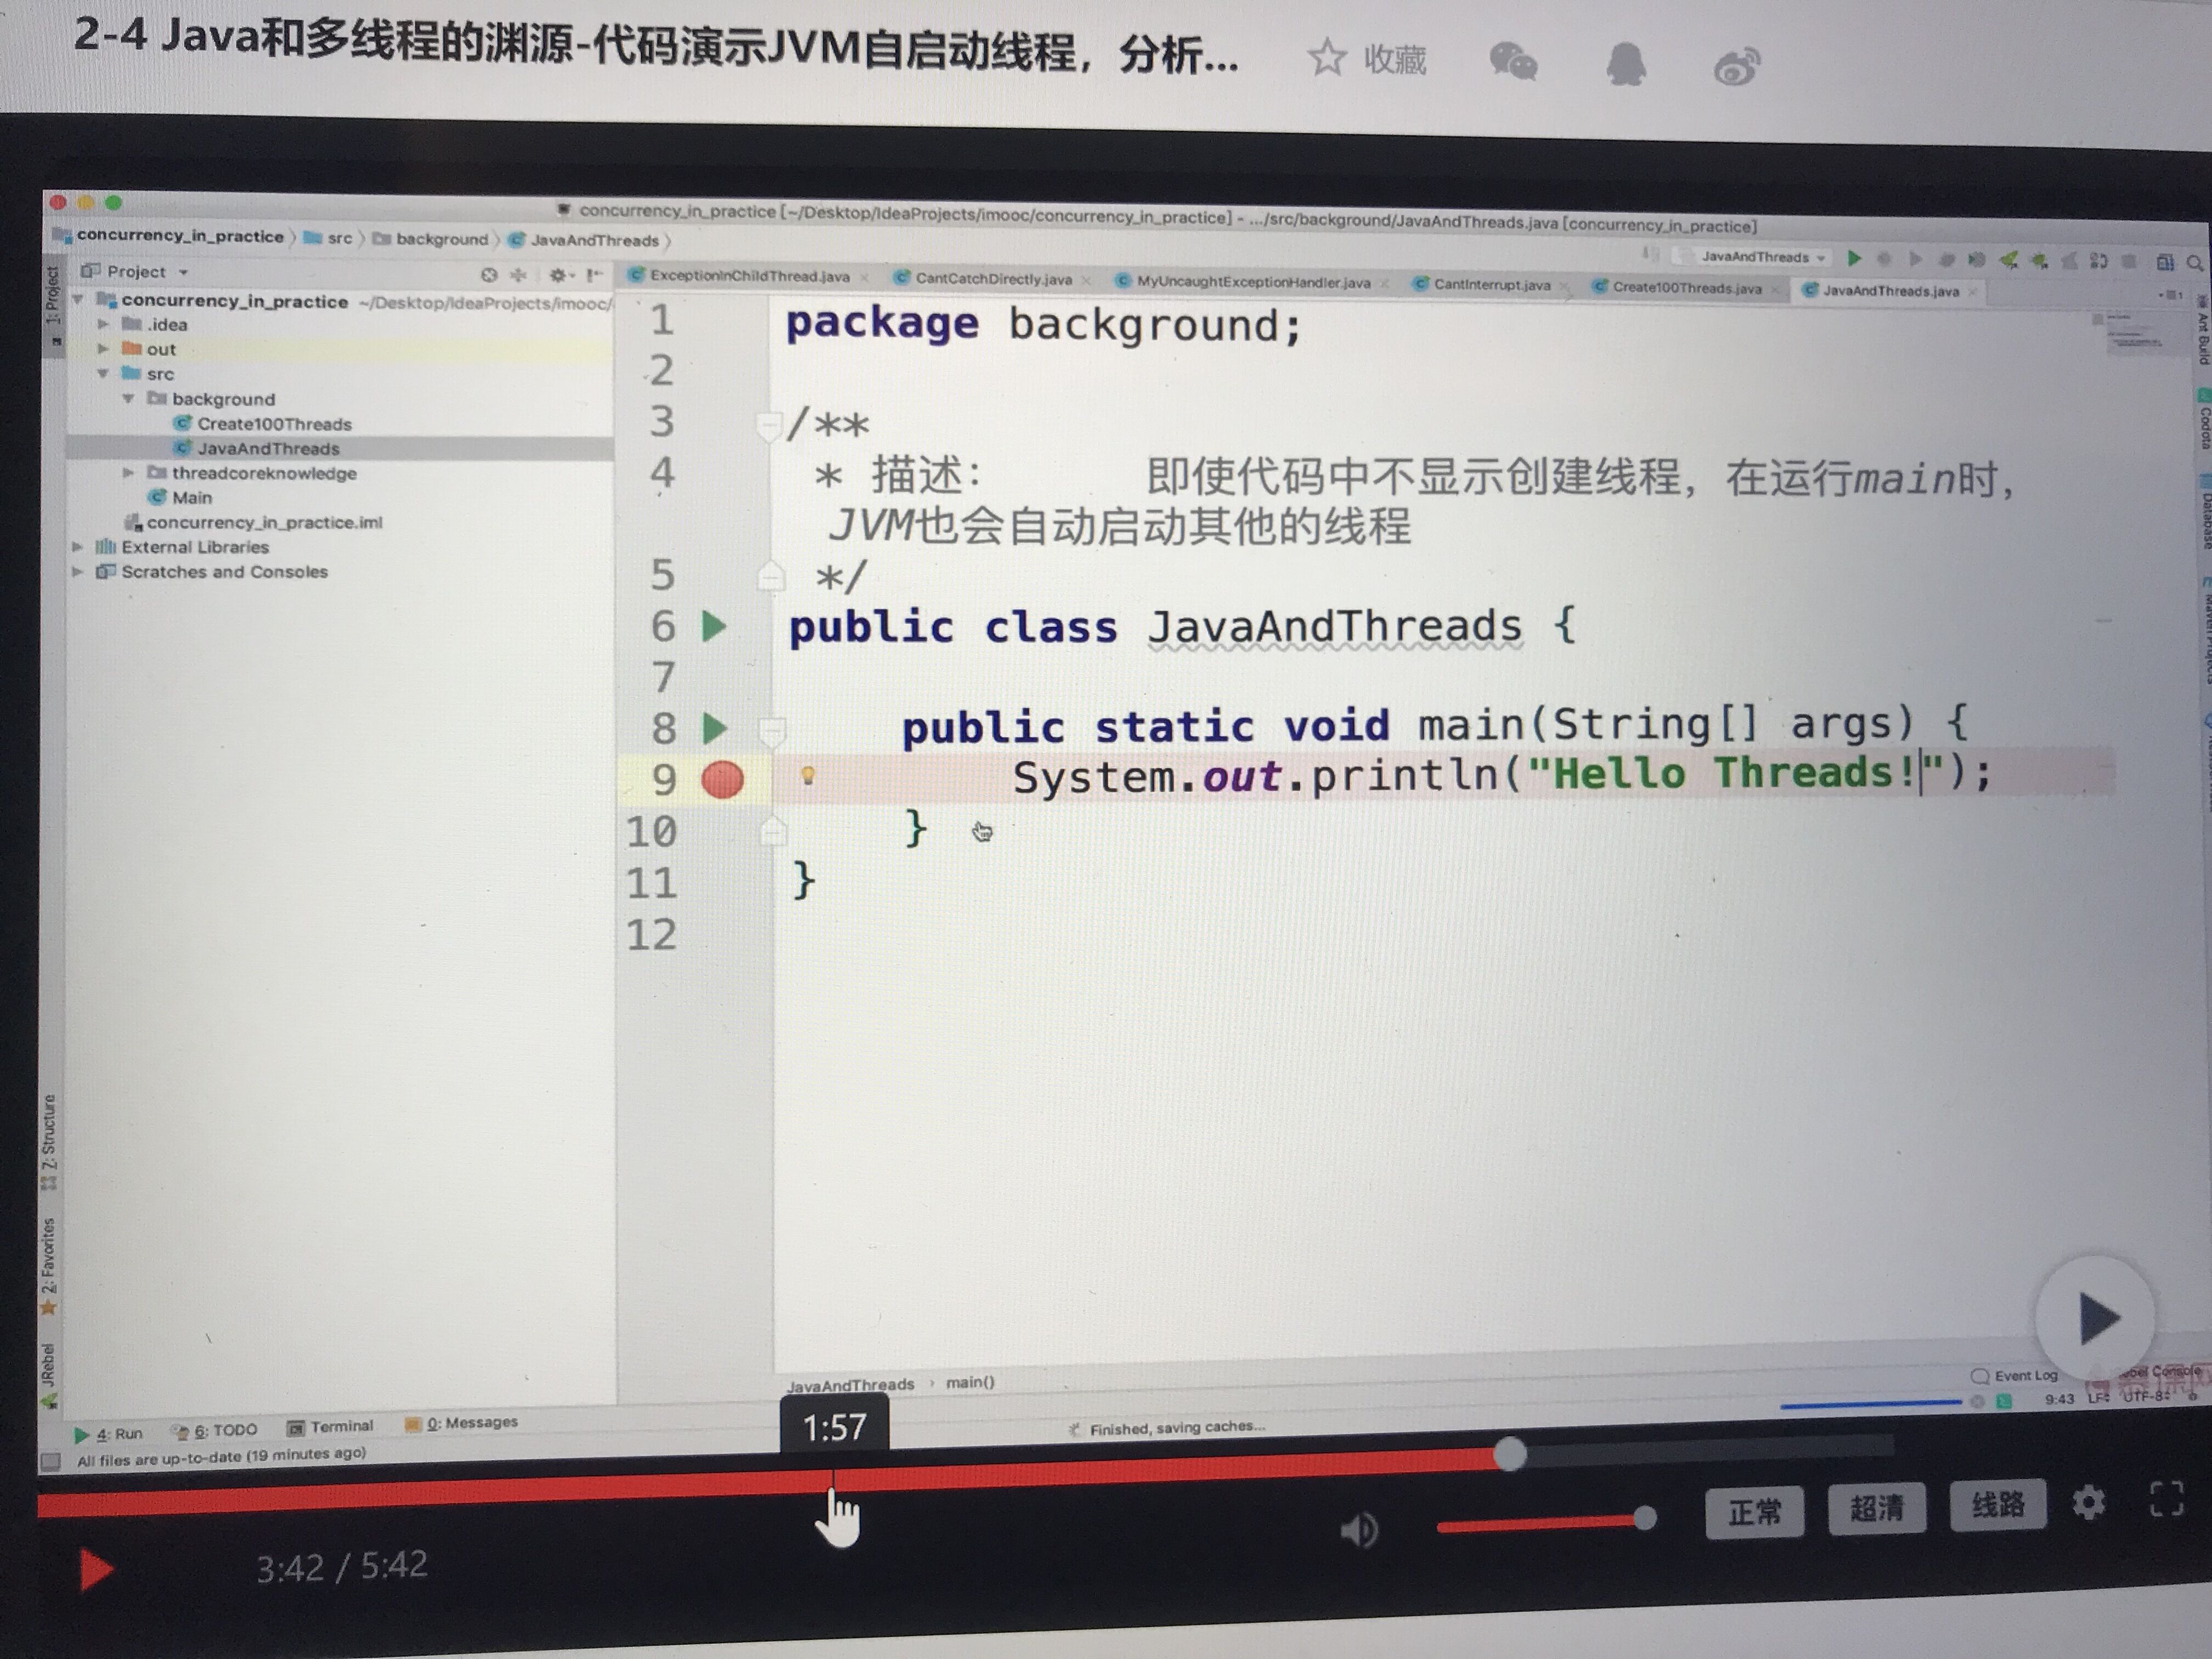 2-4 Java和多线程的渊源-代码演示JVM自启动线程，分析...
收藏
concurrency_in_practice [~/Desktop/IdeaProjects/imooc/concurrency_in_practice] - .../src/background/JavaAndThreads.java [concurrency_in_practice]
concurrency_in_practice
src
background
JavaAndThreads
JavaAndThreads
Project
ExceptionInChildThread.java
CantCatchDirectly.java
MyUncaughtExceptionHandler.java
CantInterrupt.java
Create100Threads.java
JavaAndThreads.java
1: Project
concurrency_in_practice ~/Desktop/IdeaProjects/imooc/
.idea
out
src
background
Create100Threads
JavaAndThreads
threadcoreknowledge
Main
concurrency_in_practice.iml
External Libraries
Scratches and Consoles
1 package background;
2
3 /**
4 * 描述： 即使代码中不显示创建线程，在运行main时，
JVM也会自动启动其他的线程
5 */
6 public class JavaAndThreads {
7
8 public static void main(String[] args) {
9 System.out.println("Hello Threads!");
10 }
11 }
12
Ant Build
Codota
Database
7: Structure
2: Favorites
JRebel
JavaAndThreads
main()
Event Log
4: Run
6: TODO
Terminal
0: Messages
Finished, saving caches...
9:43
LF
UTF-8
All files are up-to-date (19 minutes ago)
1:57
3:42 / 5:42
正常
超清
线路